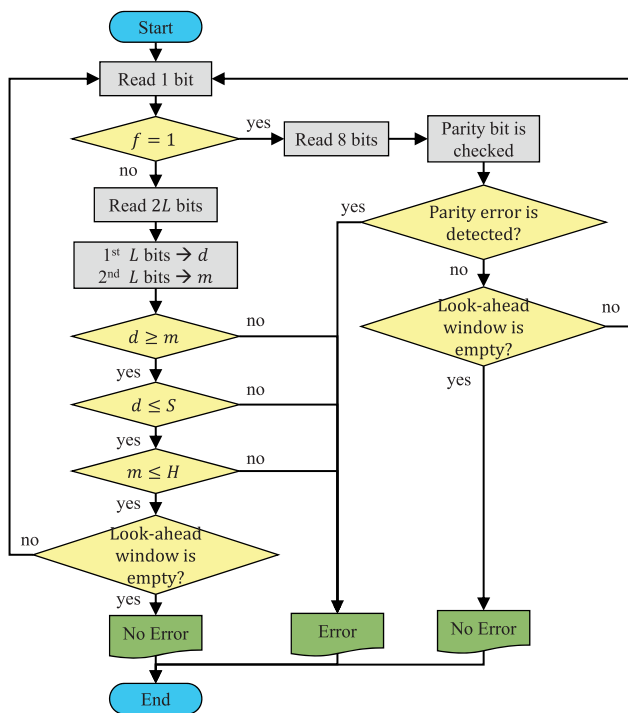 Start
Read 1 bit
f = 1
yes
Read 8 bits
Parity bit is
checked
no
Read 2L bits
yes
Parity error is
detected?
1st L bits → d
2nd L bits → m
no
d ≥ m
no
Look-ahead
window is
empty?
no
yes
yes
d ≤ S
no
yes
m ≤ H
no
yes
no
Look-ahead
window is
empty?
yes
No Error
Error
No Error
End